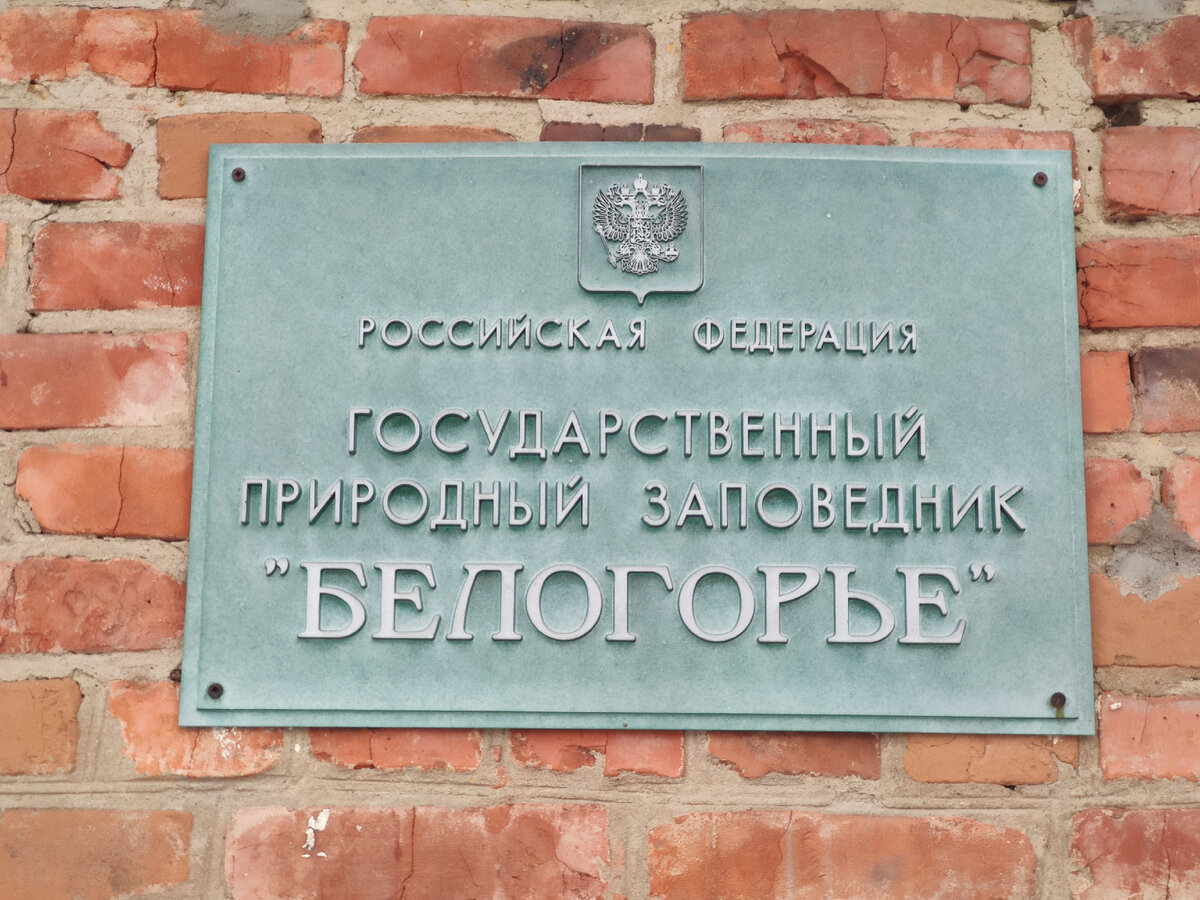 РОССИЙСКАЯ ФЕДЕРАЦИЯ
ГОСУДАРСТВЕННЫЙ
ПРИРОДНЫЙ ЗАПОВЕДНИК
"БЕЛОГОРЬЕ"